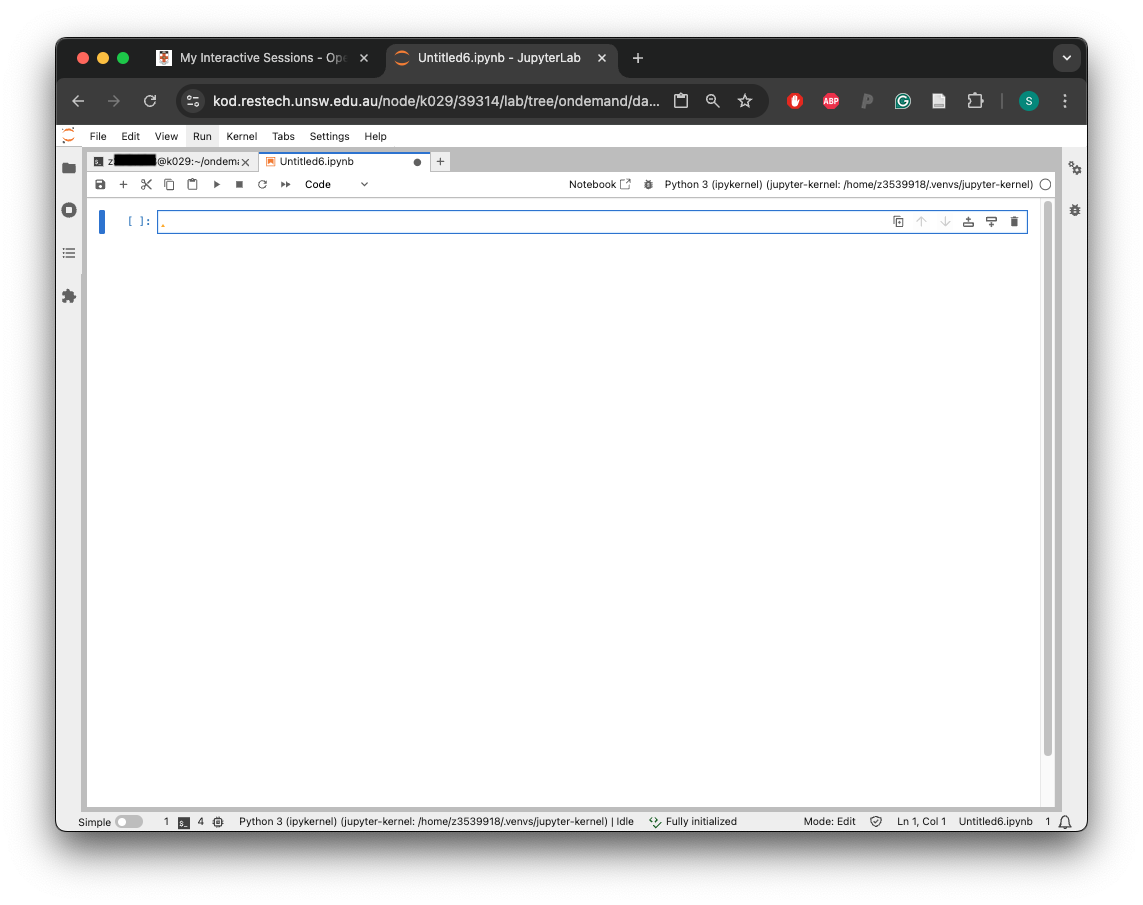 My Interactive Sessions - Ope
Untitled6.ipynb - JupyterLab
kod.restech.unsw.edu.au/node/k029/39314/lab/tree/ondemand/da...
ABP
S
File Edit View Run Kernel Tabs Settings Help
z @k029:~/ondema
Untitled6.ipynb
Code
Notebook
Python 3 (ipykernel) (jupyter-kernel: /home/z3539918/.venvs/jupyter-kernel)
[ ]:
Simple
1
4
Python 3 (ipykernel) (jupyter-kernel: /home/z3539918/.venvs/jupyter-kernel) | Idle
Fully initialized
Mode: Edit
Ln 1, Col 1
Untitled6.ipynb
1